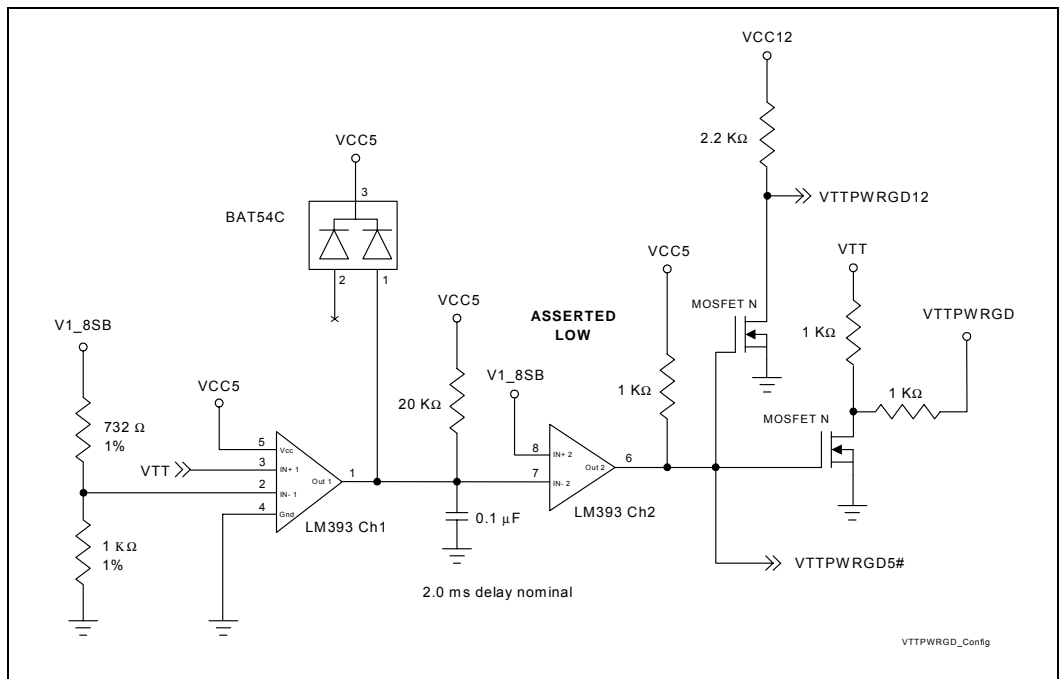 VCC12
2.2 KΩ
VTTPWRGD12
VCC5
3
BAT54C
2
1
VCC5
VTT
MOSFET N
VTTPWRGD
1 KΩ
V1_8SB
VCC5
ASSERTED
LOW
1 KΩ
V1_8SB
20 KΩ
1 KΩ
VCC5
MOSFET N
732 Ω
1%
5
Vcc
8
IN+ 2
VTT
3
IN+ 1
Out 1
1
Out 2
6
2
IN- 1
7
IN- 2
4
Gnd
LM393 Ch1
0.1 µF
LM393 Ch2
1 KΩ
1%
VTTPWRGD5#
2.0 ms delay nominal
VTTPWRGD_Config